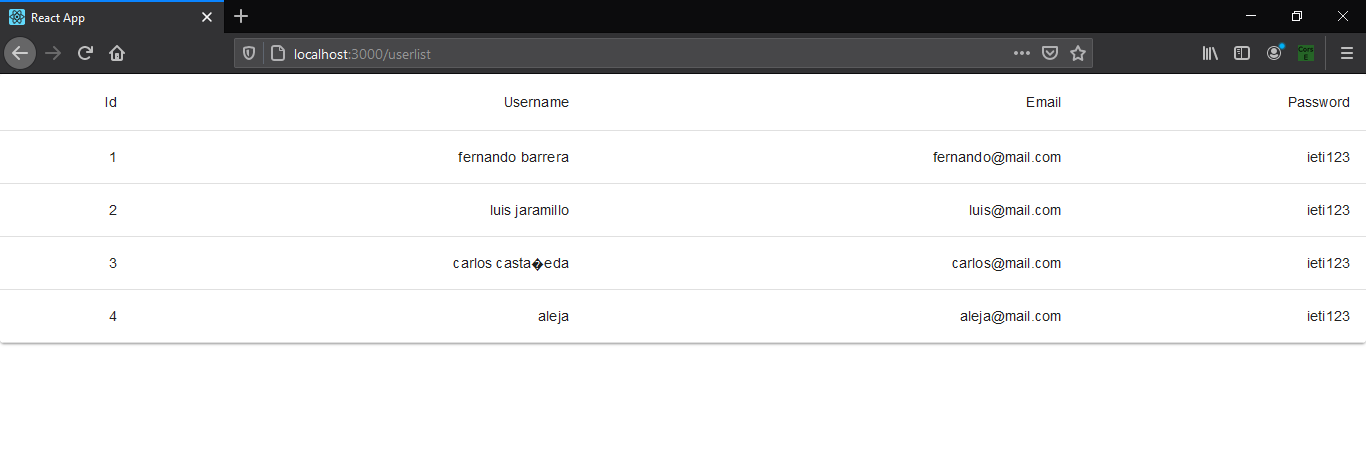 React App
localhost:3000/userlist
Id Username Email Password
1 fernando barrera fernando@mail.com ieti123
2 luis jaramillo luis@mail.com ieti123
3 carlos casta�eda carlos@mail.com ieti123
4 aleja aleja@mail.com ieti123